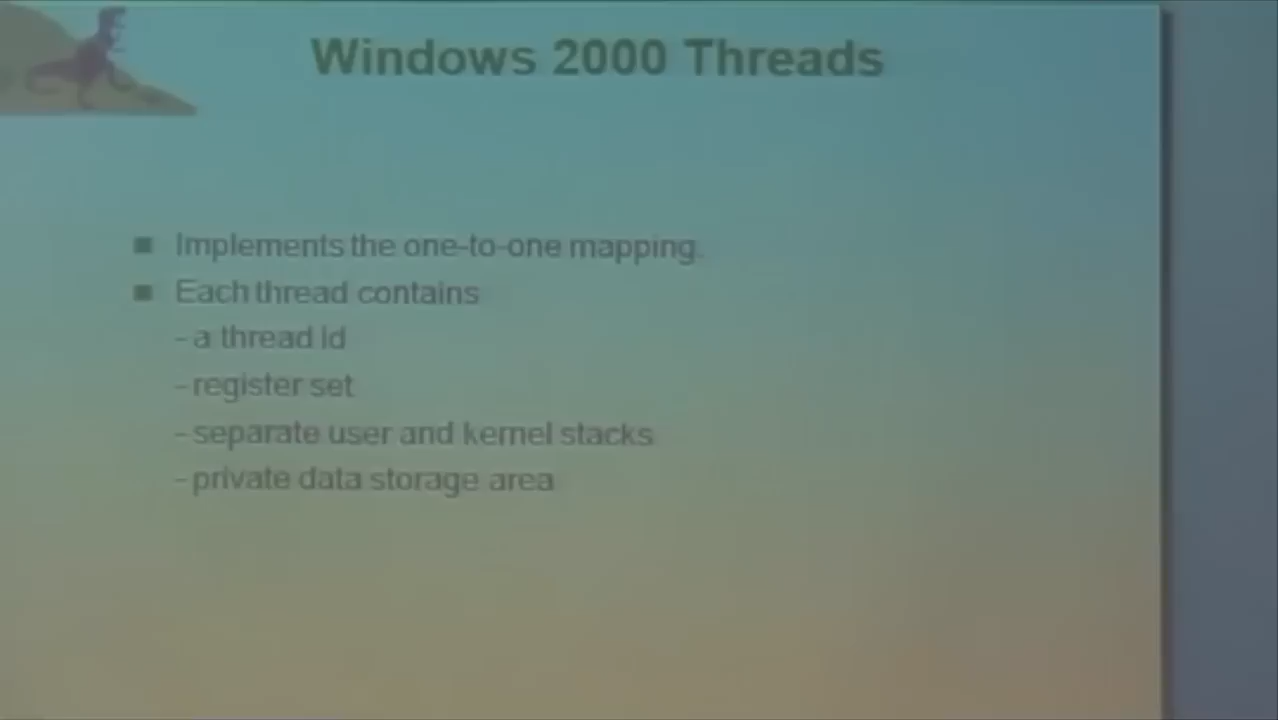 Windows 2000 Threads
■ Implements the one-to-one mapping.
■ Each thread contains
- a thread id
- register set
- separate user and kernel stacks
- private data storage area